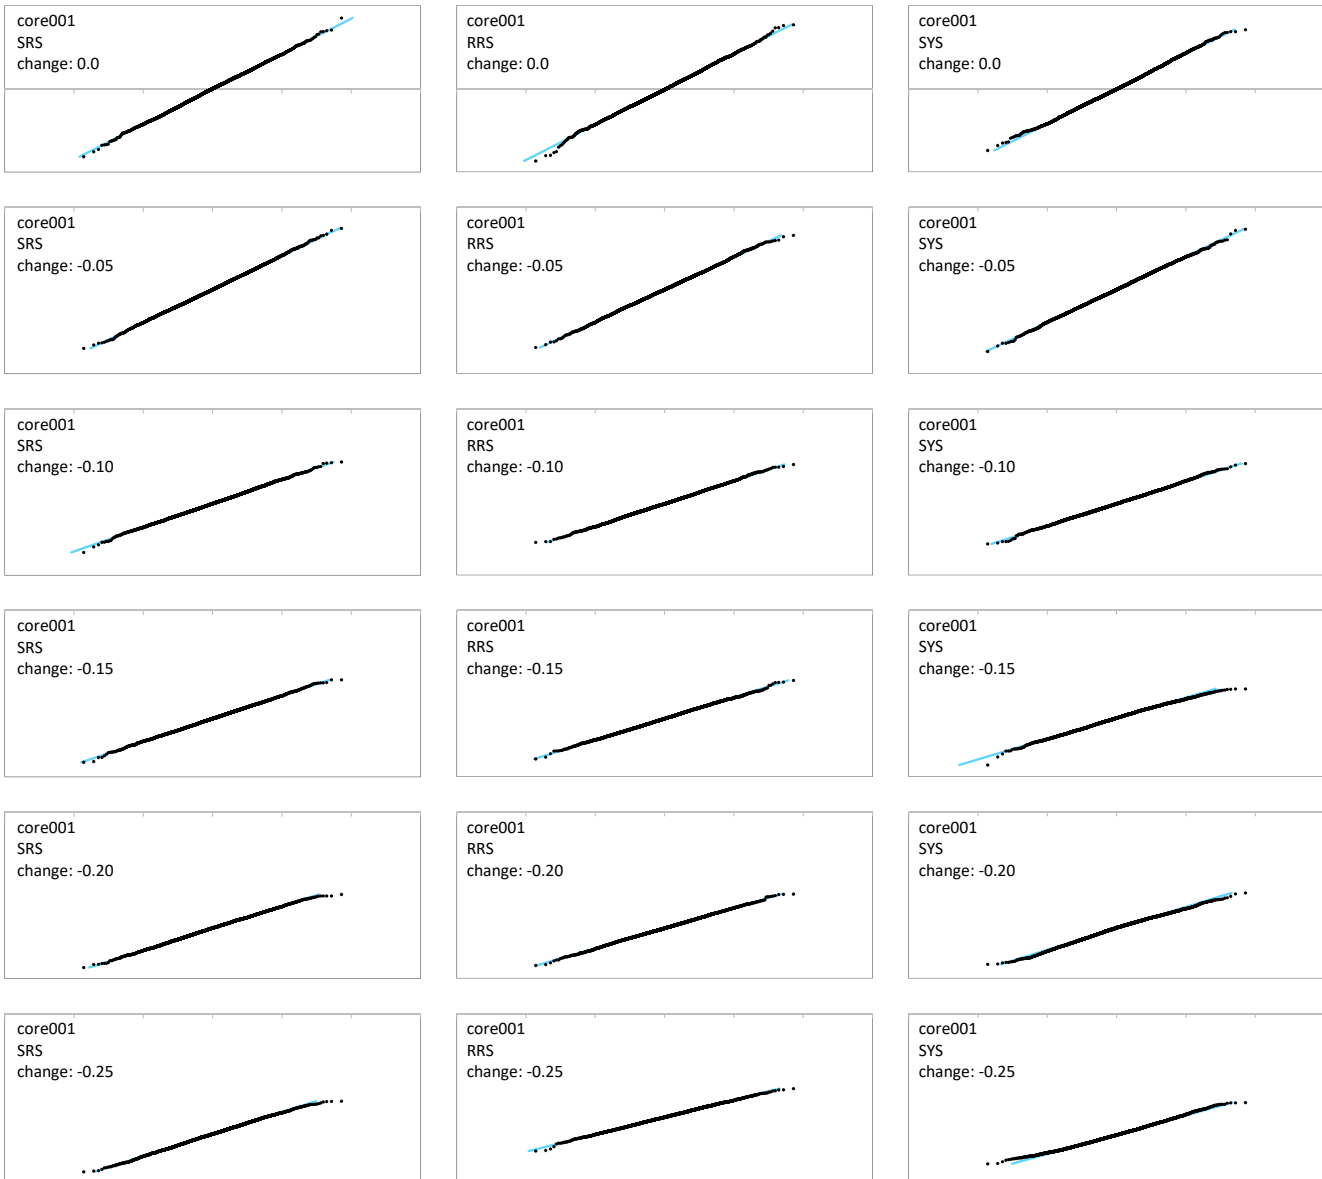 core001
SRS
change: 0.0
core001
RRS
change: 0.0
core001
SYS
change: 0.0
core001
SRS
change: -0.05
core001
RRS
change: -0.05
core001
SYS
change: -0.05
core001
SRS
change: -0.10
core001
RRS
change: -0.10
core001
SYS
change: -0.10
core001
SRS
change: -0.15
core001
RRS
change: -0.15
core001
SYS
change: -0.15
core001
SRS
change: -0.20
core001
RRS
change: -0.20
core001
SYS
change: -0.20
core001
SRS
change: -0.25
core001
RRS
change: -0.25
core001
SYS
change: -0.25